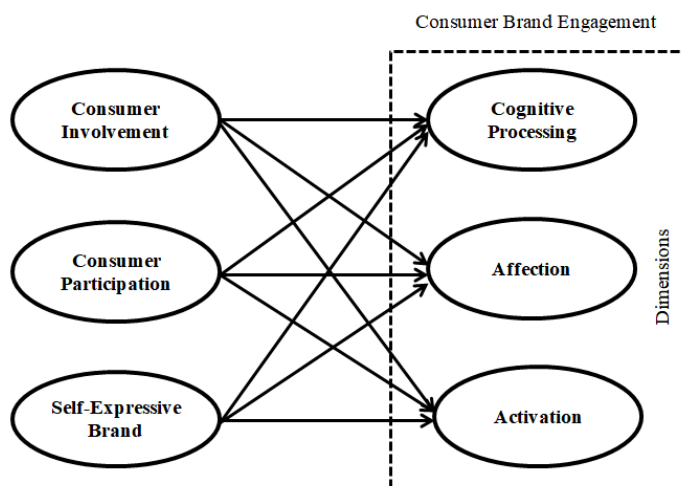 Consumer Brand Engagement
Consumer
Involvement
Cognitive
Processing
Consumer
Participation
Affection
Dimensions
Self-Expressive
Brand
Activation